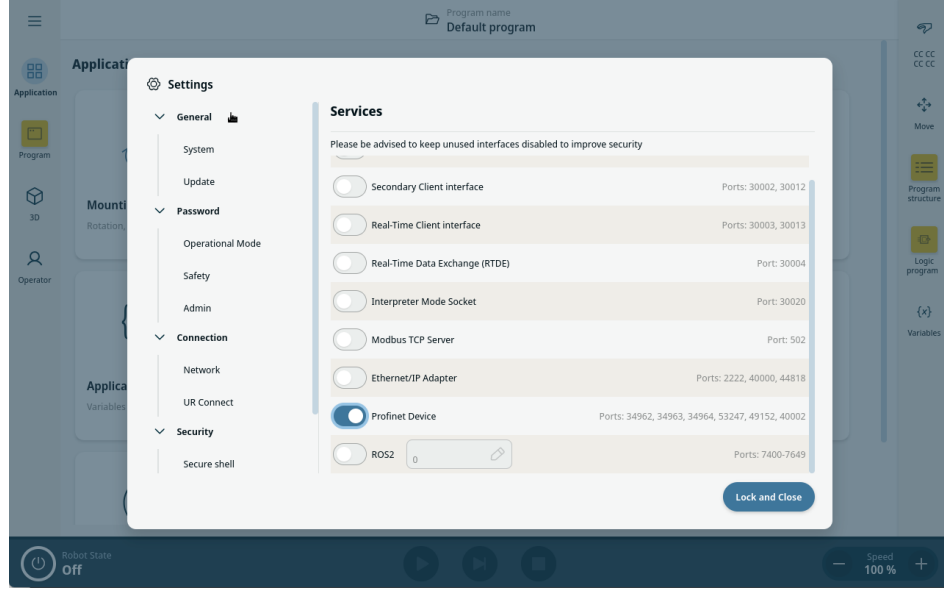 Program name
Default program
Applicati
Application
Program
3D
Operator
Mounti
Rotation,
Applica
Variables
Settings
General
System
Update
Password
Operational Mode
Safety
Admin
Connection
Network
UR Connect
Security
Secure shell
Services
Please be advised to keep unused interfaces disabled to improve security
Secondary Client interface
Ports: 30002, 30012
Real-Time Client interface
Ports: 30003, 30013
Real-Time Data Exchange (RTDE)
Port: 30004
Interpreter Mode Socket
Port: 30020
Modbus TCP Server
Port: 502
Ethernet/IP Adapter
Ports: 2222, 40000, 44818
Profinet Device
Ports: 34962, 34963, 34964, 53247, 49152, 40002
ROS2
0
Ports: 7400-7649
Lock and Close
CC CC
CC CC
Move
Program
structure
Logic
program
{x}
Variables
Robot State
Off
Speed
100 %